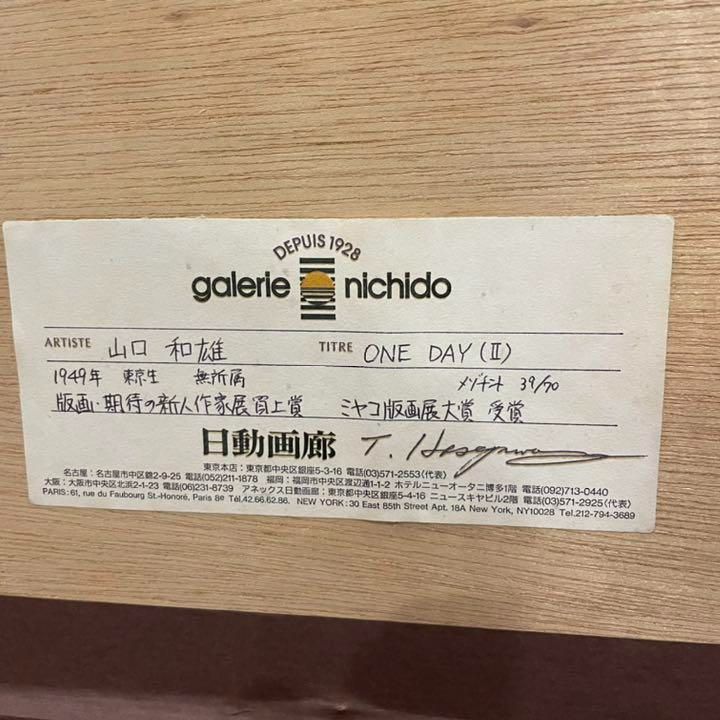 DEPUIS 1928
galerie nichido
ARTISTE 山口 和雄 TITRE ONE DAY (II)
1949年 東京生 無所属 メゾチント 39/70
版画・期待の新人作家展買上賞 ミヤコ版画展大賞 受賞
日動画廊 T. Hasegawa
東京本店:東京都中央区銀座5-3-16 電話(03)571-2553(代表)
名古屋:名古屋市中区錦2-9-25 電話(052)211-1878 福岡:福岡市中央区渡辺通1-1-2 ホテルニューオータニ博多1階 電話(092)713-0440
大阪:大阪市中央区北浜2-1-23 電話(06)231-8739 アネックス日動画廊:東京都中央区銀座5-4-16 ニュースキヤビル2階 電話(03)571-2925(代表)
PARIS: 61, rue du Faubourg St-Honoré, Paris 8e Tél.42.66.62.86. NEW YORK: 30 East 85th Street Apt. 18A New York, NY10028 Tel.212-794-3689